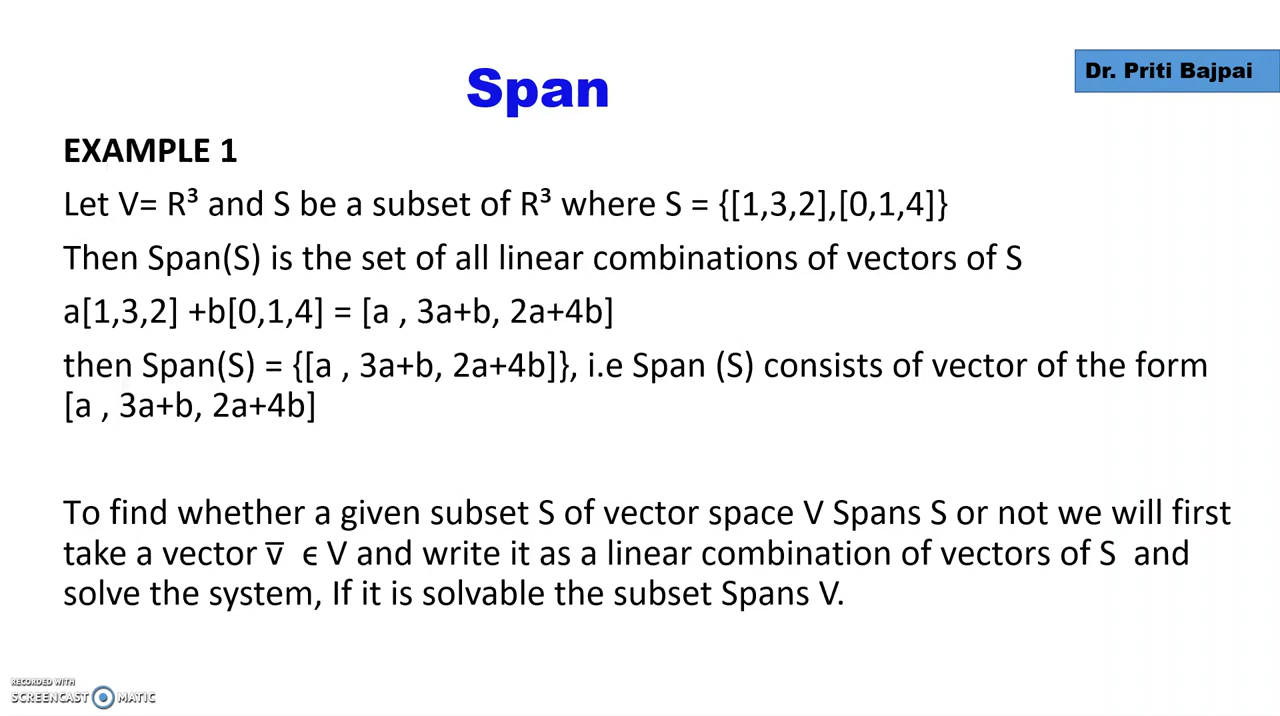 Span
Dr. Priti Bajpai
EXAMPLE 1
Let V= R³ and S be a subset of R³ where S = {[1,3,2],[0,1,4]}
Then Span(S) is the set of all linear combinations of vectors of S
a[1,3,2] +b[0,1,4] = [a , 3a+b, 2a+4b]
then Span(S) = {[a , 3a+b, 2a+4b]}, i.e Span (S) consists of vector of the form
[a , 3a+b, 2a+4b]
To find whether a given subset S of vector space V Spans S or not we will first
take a vector v̅ ϵ V and write it as a linear combination of vectors of S and
solve the system, If it is solvable the subset Spans V.
RECORDED WITH
SCREENCAST MATIC